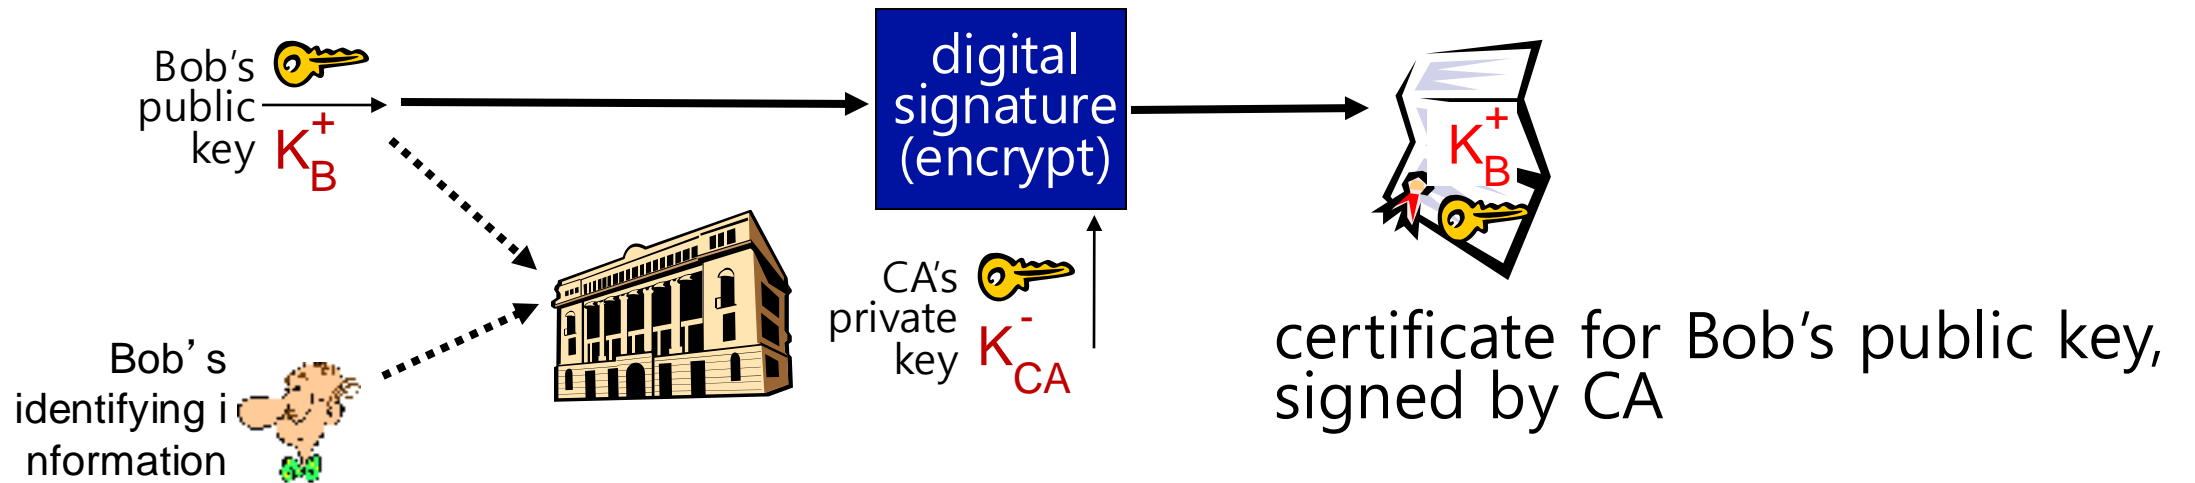 Bob's
public
key
K+B
digital
signature
(encrypt)
K+B
CA's
private
key
K-CA
Bob's
identifying i
nformation
certificate for Bob's public key,
signed by CA